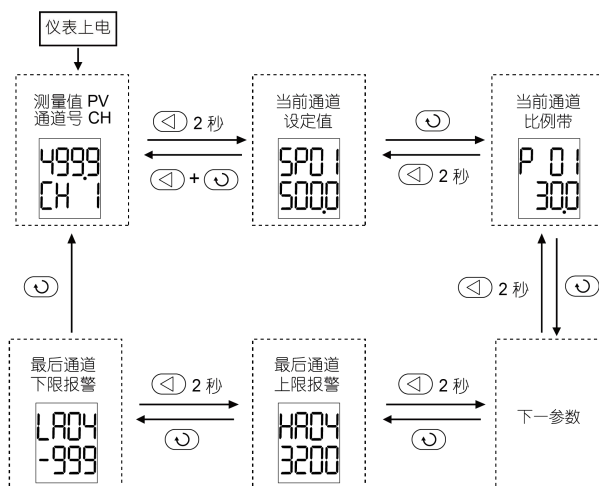 仪表上电
测量值 PV
通道号 CH
499.9
CH 1
2 秒
+
当前通道
设定值
SP01
500.0
2 秒
当前通道
比例带
P 01
30.0
2 秒
最后通道
下限报警
LA04
-999
2 秒
最后通道
上限报警
HA04
3200
2 秒
下一参数